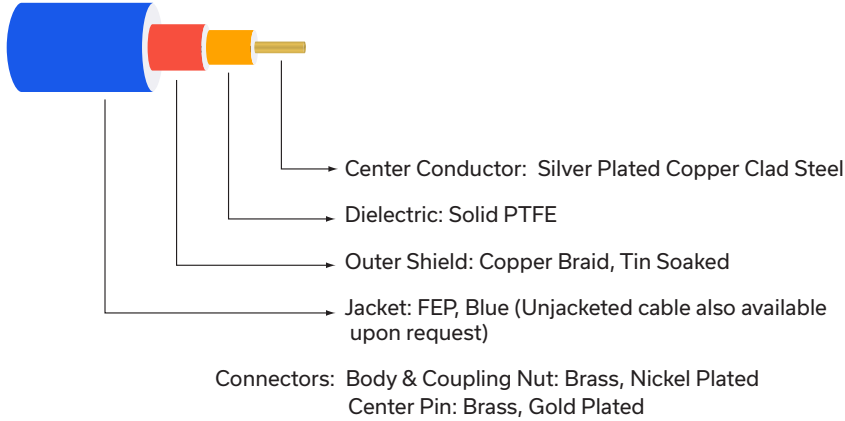 Center Conductor: Silver Plated Copper Clad Steel
Dielectric: Solid PTFE
Outer Shield: Copper Braid, Tin Soaked
Jacket: FEP, Blue (Unjacketed cable also available
upon request)
Connectors: Body & Coupling Nut: Brass, Nickel Plated
Center Pin: Brass, Gold Plated